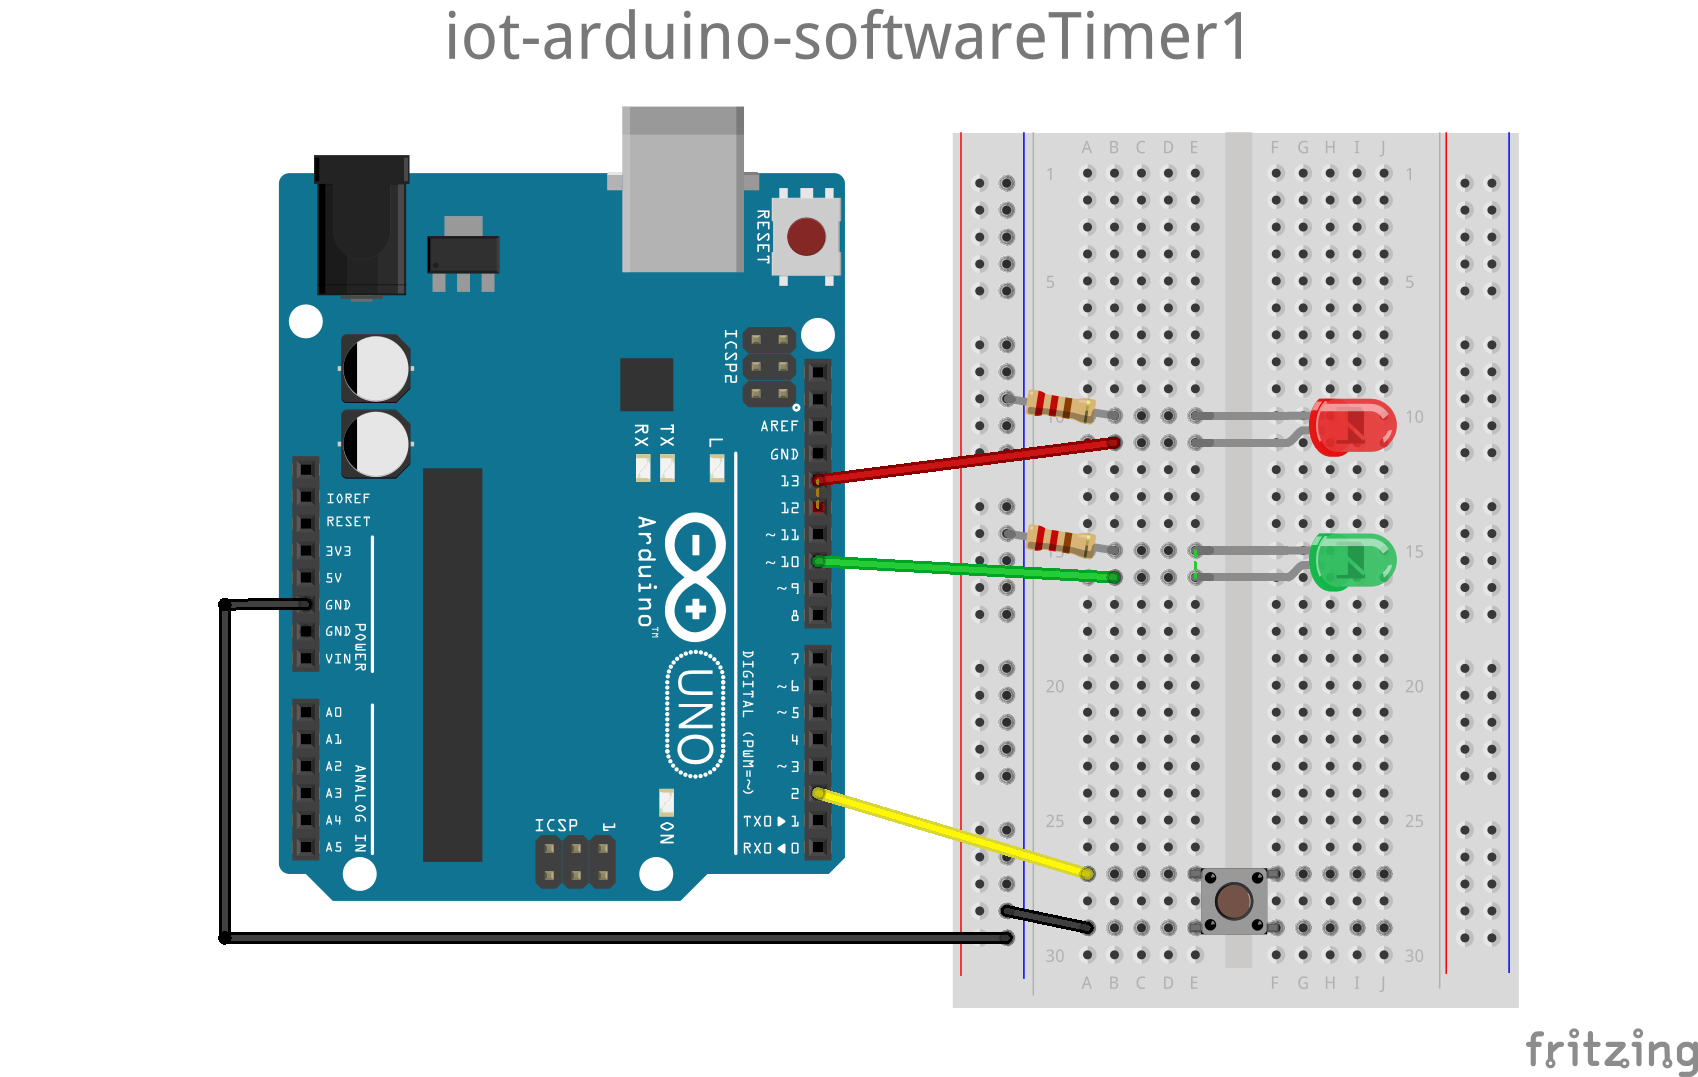 iot-arduino-softwareTimer1
RESET
ICSP2
AREF
GND
13
12
~11
~10
~9
8
RX
TX
L
IOREF
RESET
3V3
5V
GND
GND
VIN
POWER
Arduino™
UNO
DIGITAL (PWM=~)
7
~6
~5
4
~3
2
TX0▶1
RX0◀0
A0
A1
A2
A3
A4
A5
ANALOG IN
ICSP
1
ON
A B C D E F G H I J
1 1
5 5
10 10
15 15
20 20
25 25
30 30
A B C D E F G H I J
fritzing